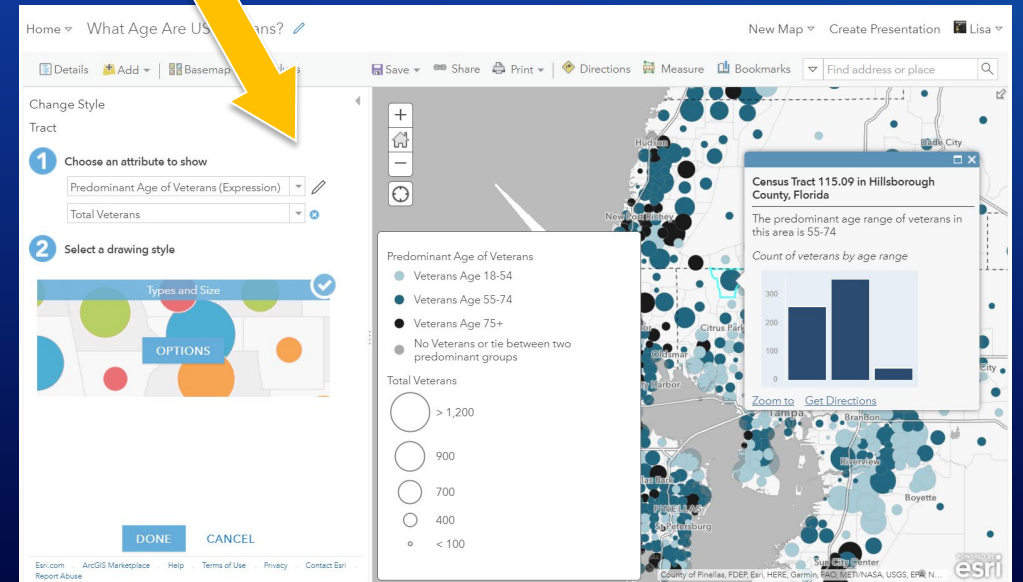 Home What Age Are US ans?
New Map Create Presentation Lisa
Details Add Basemap
Save Share Print Directions Measure Bookmarks Find address or place
Change Style
Tract
1 Choose an attribute to show
Predominant Age of Veterans (Expression)
Total Veterans
2 Select a drawing style
Types and Size
OPTIONS
DONE CANCEL
Esri.com . ArcGIS Marketplace . Help . Terms of Use . Privacy . Contact Esri .
Report Abuse
Predominant Age of Veterans
Veterans Age 18-54
Veterans Age 55-74
Veterans Age 75+
No Veterans or tie between two
predominant groups
Total Veterans
> 1,200
900
700
400
< 100
Hudson
Dade City
New Port Richey
Citrus Park
Oldsmar
Harbor
Tampa
Brandon
Riverview
Boyette
PINELLAS
St Petersburg
Sun City Center
Census Tract 115.09 in Hillsborough
County, Florida
The predominant age range of veterans in
this area is 55-74
Count of veterans by age range
300
200
100
0
Zoom to Get Directions
County of Pinellas, FDEP, Esri, HERE, Garmin, FAO, METI/NASA, USGS, EPA, N...
POWERED BY
esri